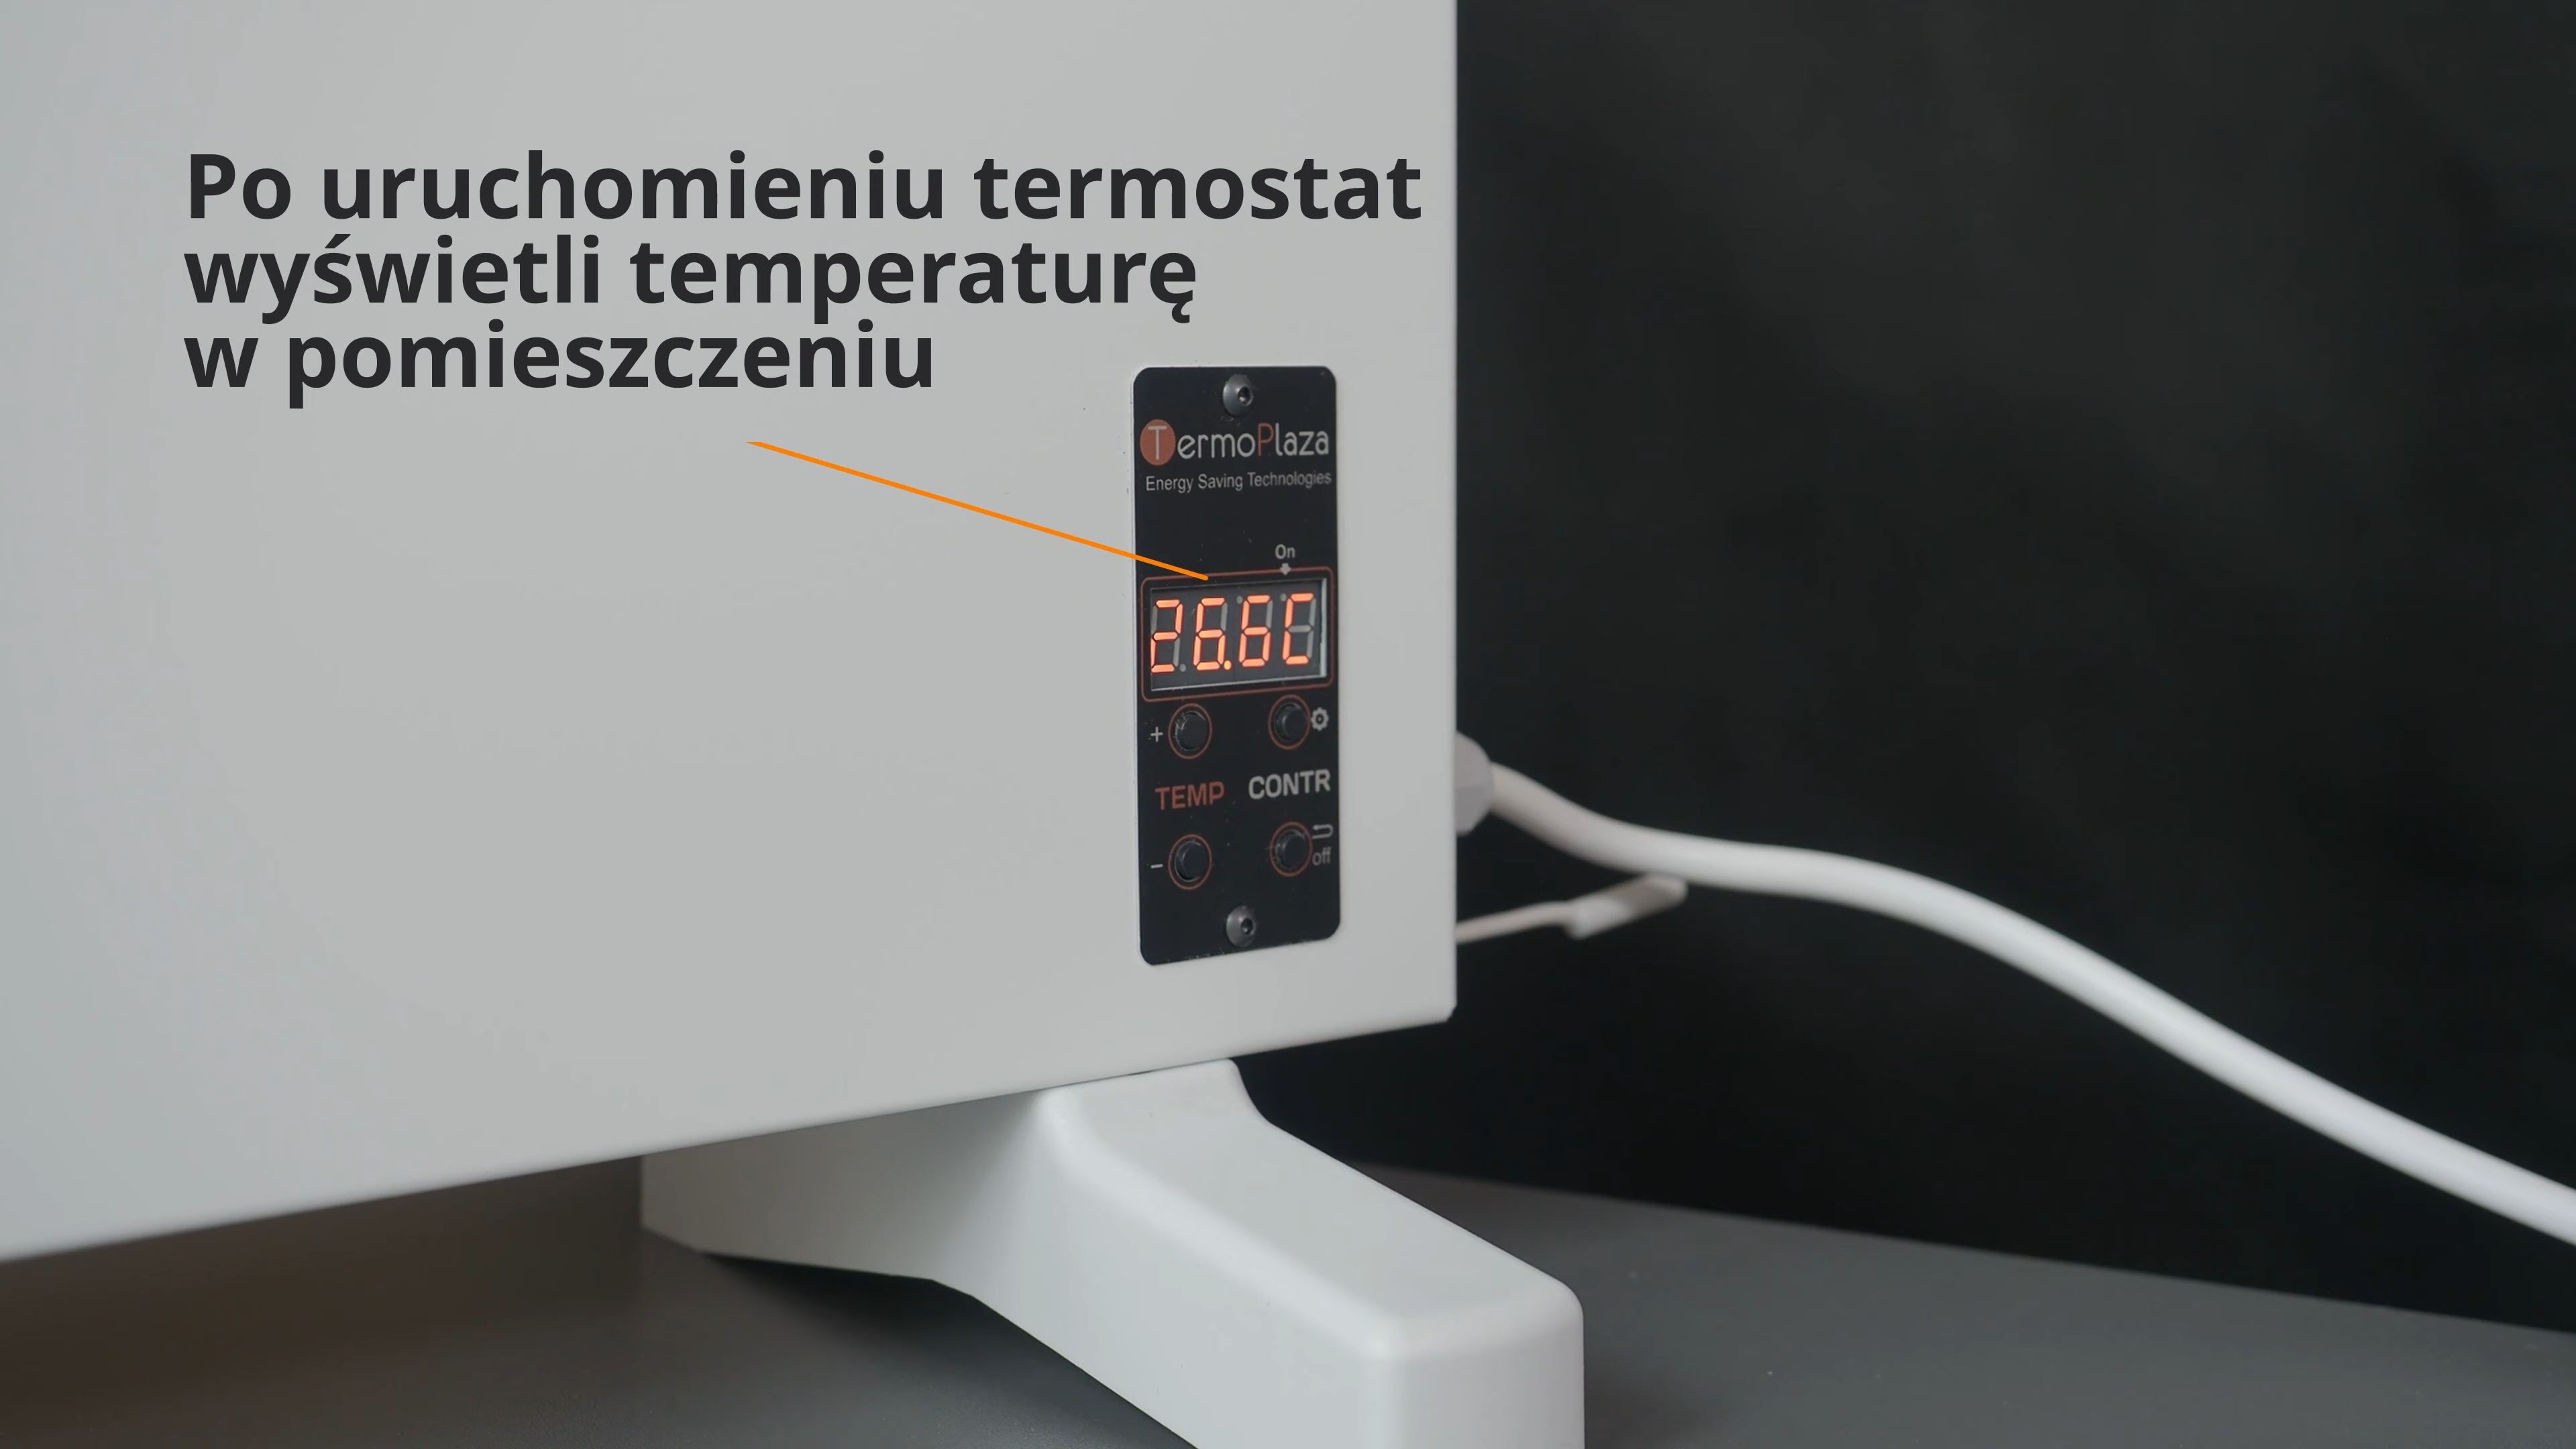 Po uruchomieniu termostat
wyświetli temperaturę
w pomieszczeniu
TermoPlaza
Energy Saving Technologies
On
26.6C
+
TEMP CONTR
-
off